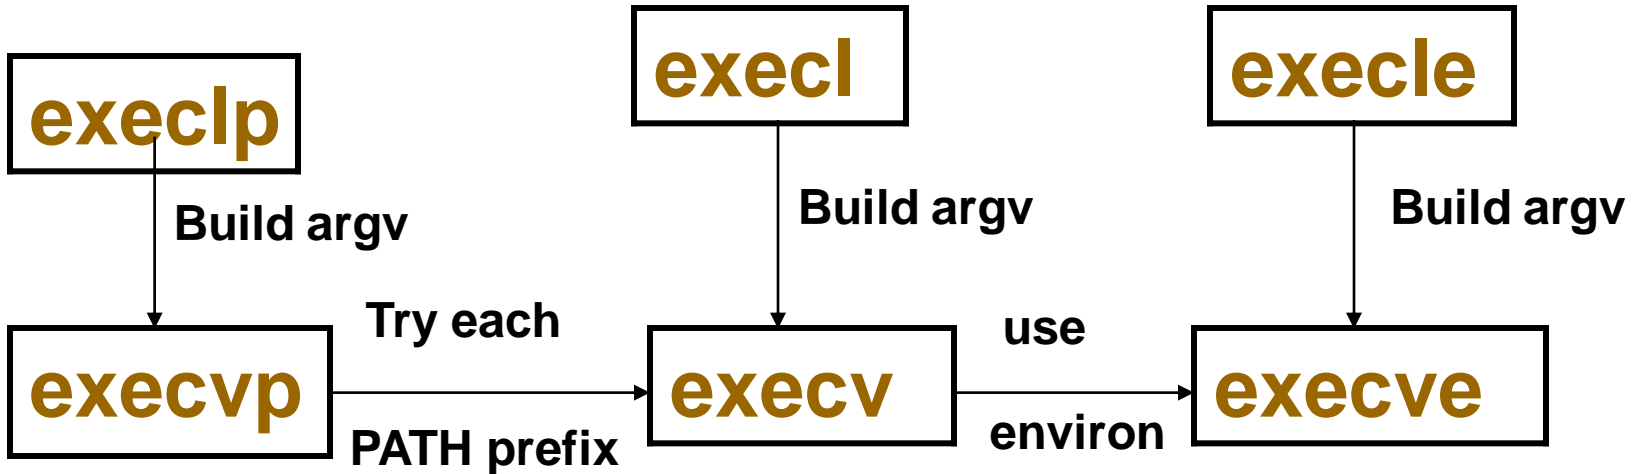 execlp
execl
execle
Build argv
Build argv
Build argv
Try each
PATH prefix
use
environ
execvp
execv
execve